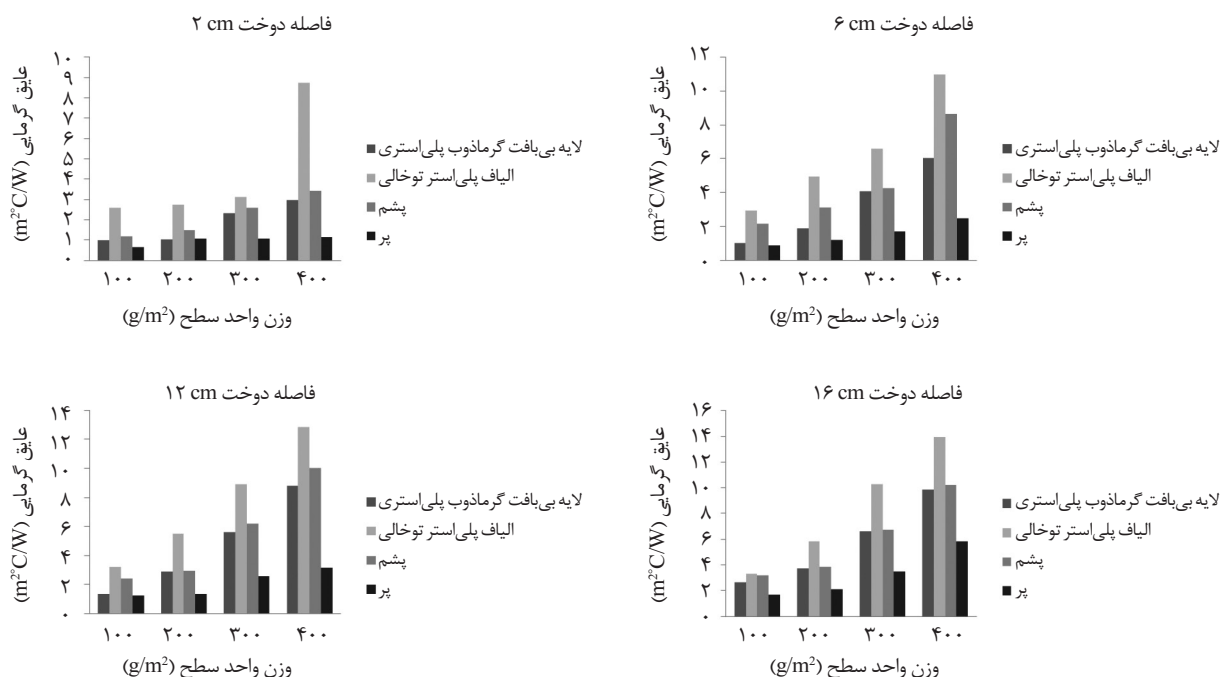 فاصله دوخت ۲ cm
عایق گرمایی (m²°C/W)
۱۰
۹
۸
۷
۶
۵
۴
۳
۲
۱
۰
۱۰۰ ۲۰۰ ۳۰۰ ۴۰۰
وزن واحد سطح (g/m²)
لایه بی‌بافت گرماذوب پلی‌استری
الیاف پلی‌استر توخالی
پشم
پر
فاصله دوخت ۶ cm
عایق گرمایی (m²°C/W)
۱۲
۱۰
۸
۶
۴
۲
۰
۱۰۰ ۲۰۰ ۳۰۰ ۴۰۰
وزن واحد سطح (g/m²)
لایه بی‌بافت گرماذوب پلی‌استری
الیاف پلی‌استر توخالی
پشم
پر
فاصله دوخت ۱۲ cm
عایق گرمایی (m²°C/W)
۱۴
۱۲
۱۰
۸
۶
۴
۲
۰
۱۰۰ ۲۰۰ ۳۰۰ ۴۰۰
وزن واحد سطح (g/m²)
لایه بی‌بافت گرماذوب پلی‌استری
الیاف پلی‌استر توخالی
پشم
پر
فاصله دوخت ۱۶ cm
عایق گرمایی (m²°C/W)
۱۶
۱۴
۱۲
۱۰
۸
۶
۴
۲
۰
۱۰۰ ۲۰۰ ۳۰۰ ۴۰۰
وزن واحد سطح (g/m²)
لایه بی‌بافت گرماذوب پلی‌استری
الیاف پلی‌استر توخالی
پشم
پر